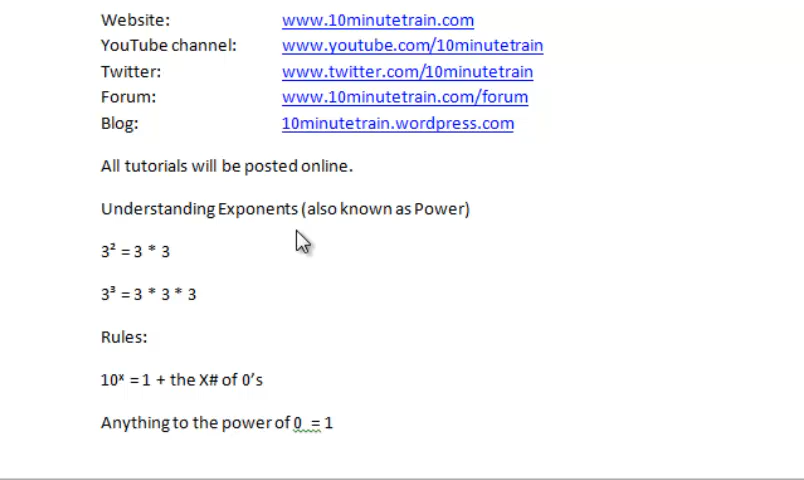 Website: www.10minutetrain.com
YouTube channel: www.youtube.com/10minutetrain
Twitter: www.twitter.com/10minutetrain
Forum: www.10minutetrain.com/forum
Blog: 10minutetrain.wordpress.com
All tutorials will be posted online.
Understanding Exponents (also known as Power)
3² = 3 * 3
3³ = 3 * 3 * 3
Rules:
10ˣ = 1 + the X# of 0’s
Anything to the power of 0 = 1